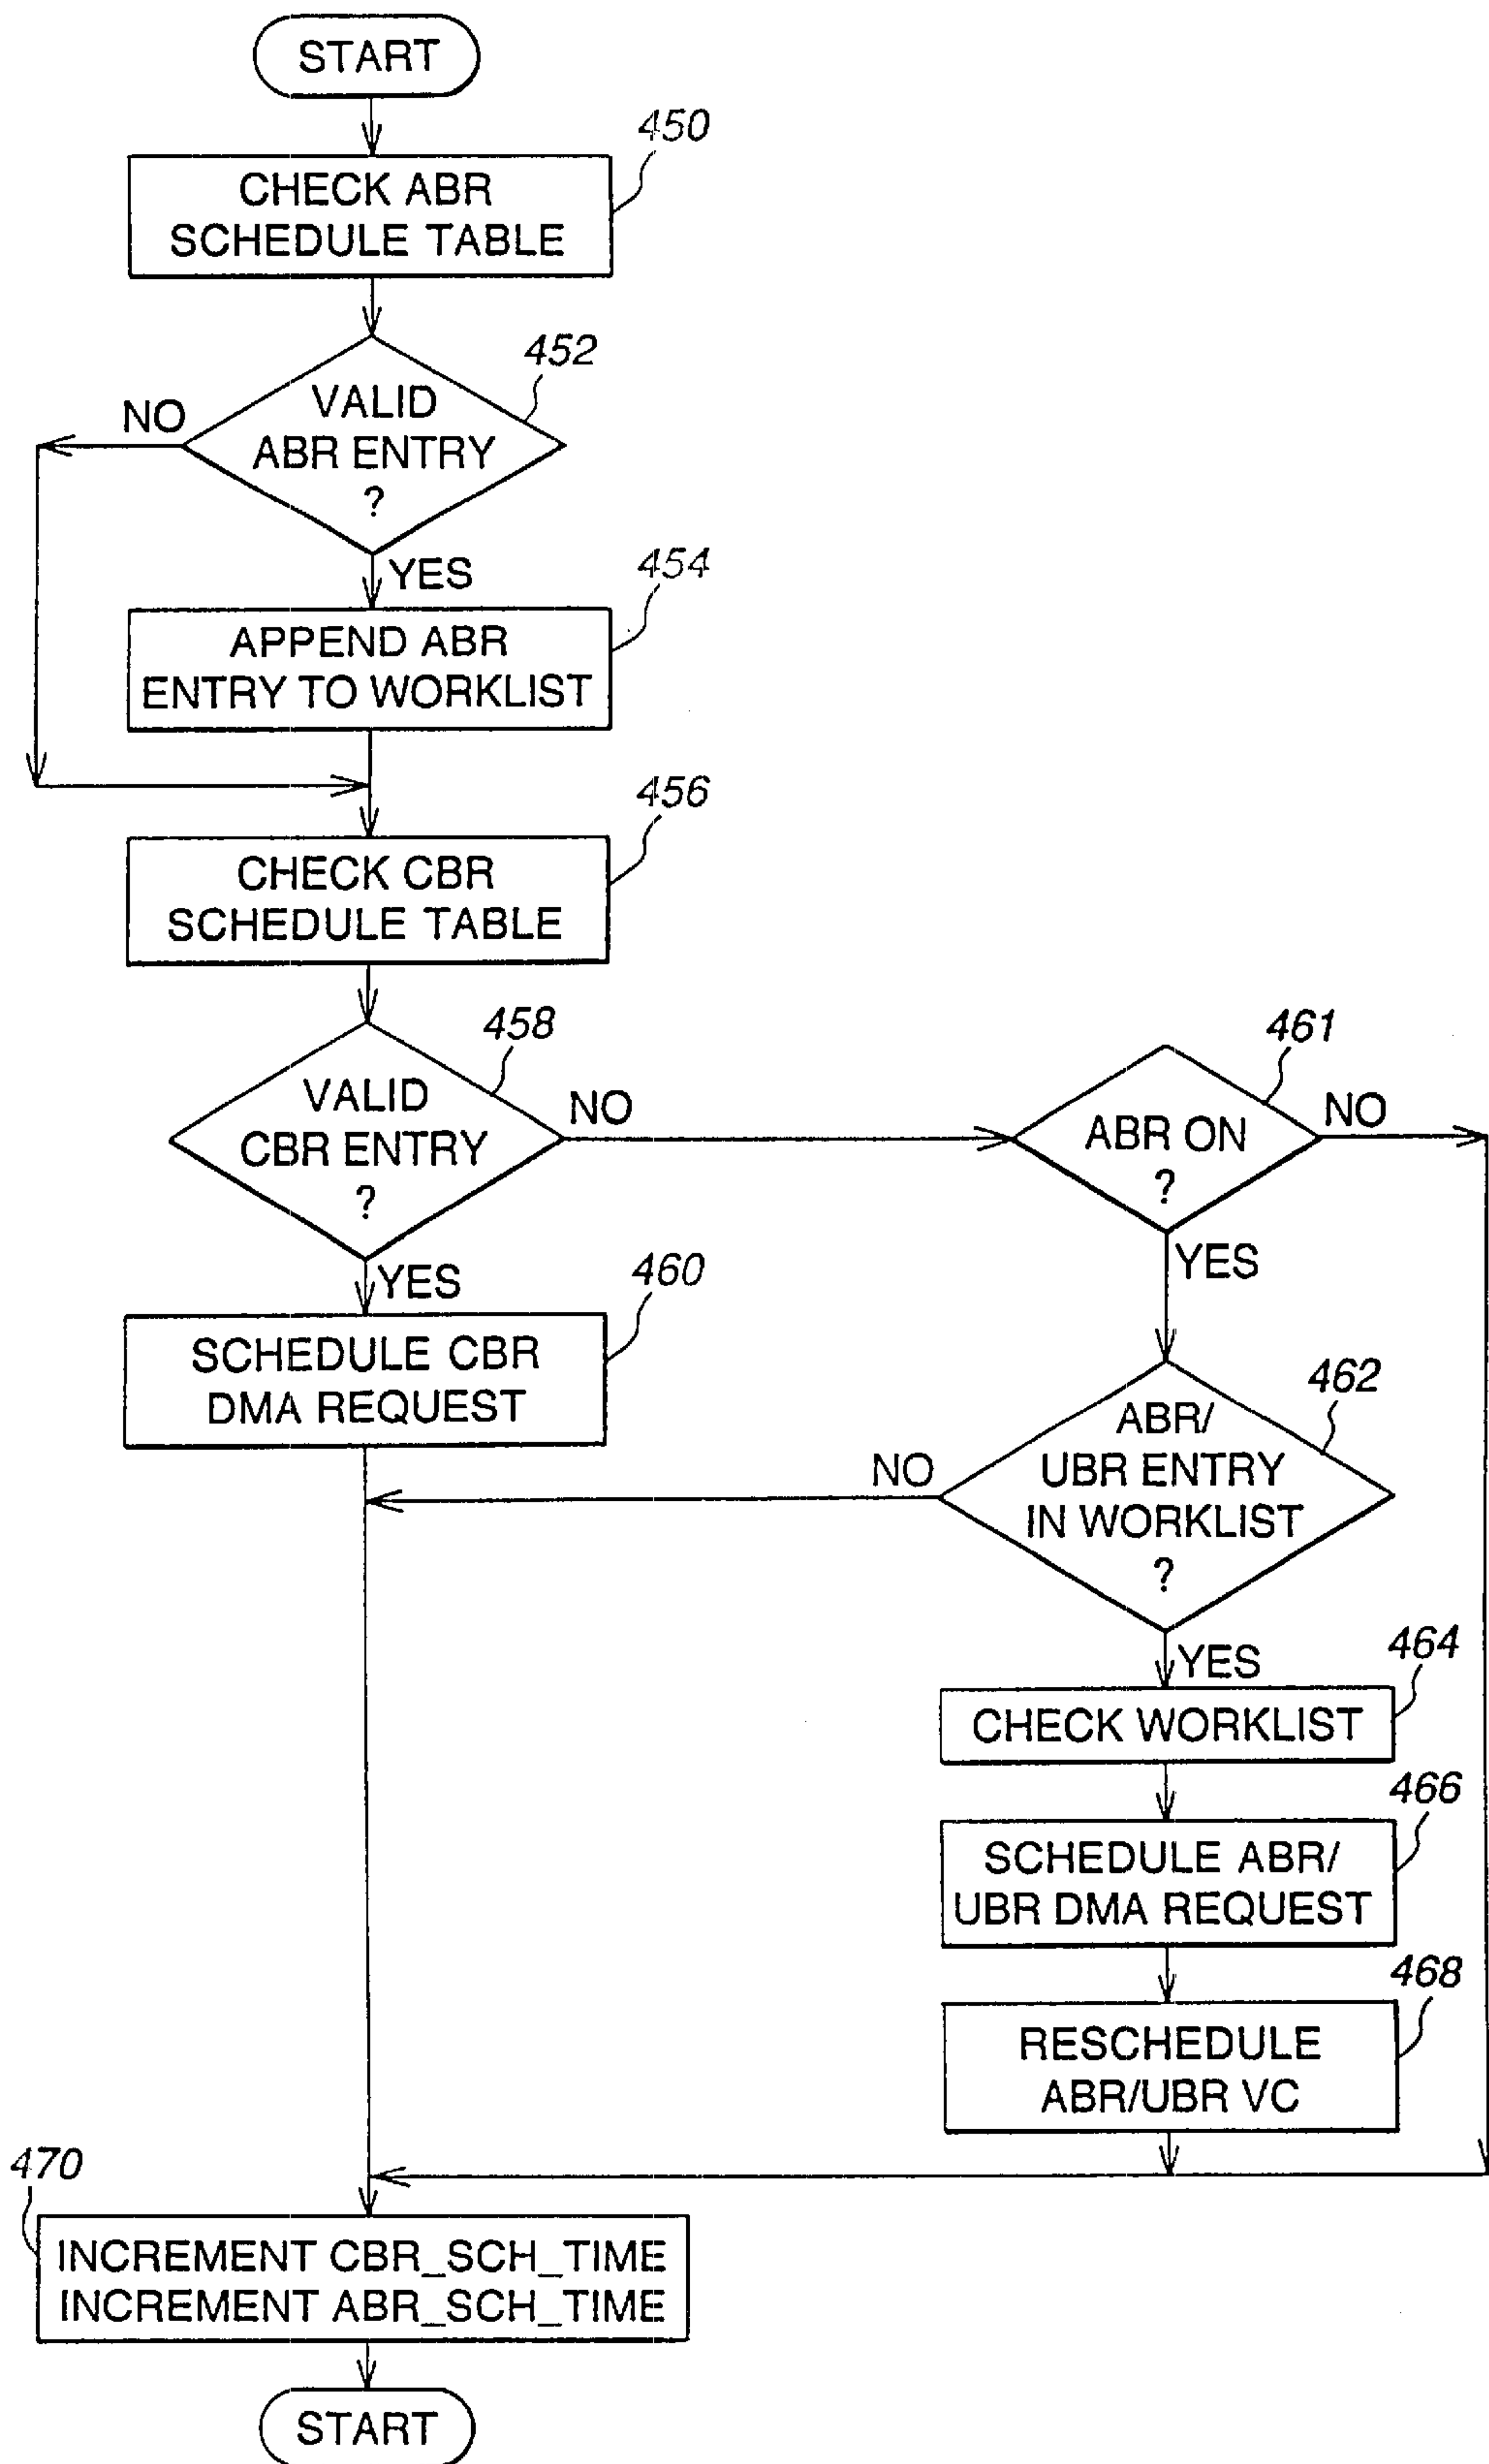 START
450
CHECK ABR
SCHEDULE TABLE
452
VALID
ABR ENTRY
?
NO
YES
454
APPEND ABR
ENTRY TO WORKLIST
456
CHECK CBR
SCHEDULE TABLE
458
VALID
CBR ENTRY
?
NO
YES
461
ABR ON
?
NO
YES
460
SCHEDULE CBR
DMA REQUEST
462
ABR/
UBR ENTRY
IN WORKLIST
?
NO
YES
464
CHECK WORKLIST
466
SCHEDULE ABR/
UBR DMA REQUEST
468
RESCHEDULE
ABR/UBR VC
470
INCREMENT CBR_SCH_TIME
INCREMENT ABR_SCH_TIME
START